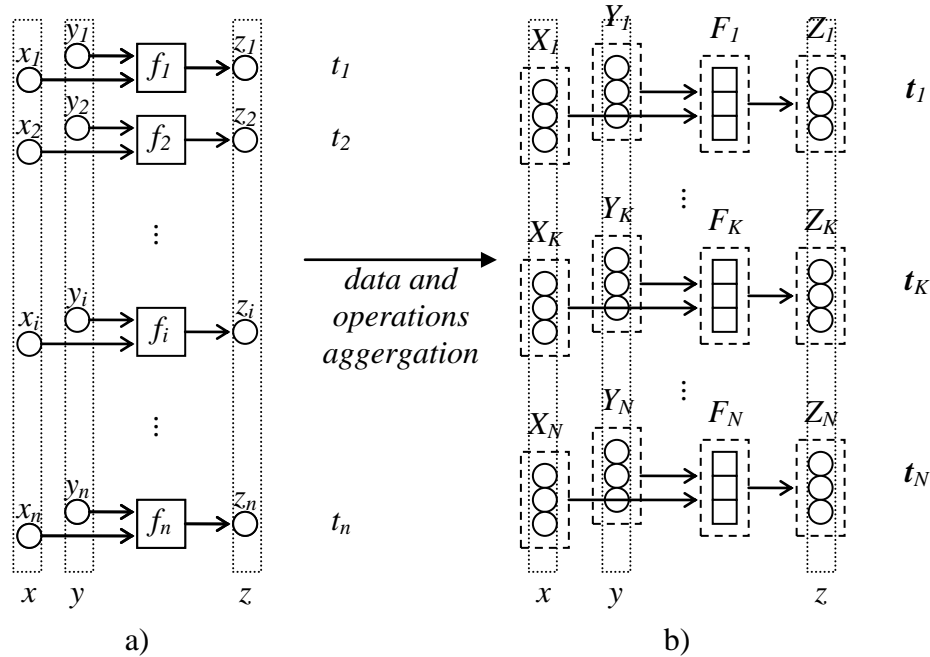 x1 y1 f1 z1 t1
x2 y2 f2 z2 t2
⋮ ⋮
xi yi fi zi
⋮ ⋮
xn yn fn zn tn
x y z
a)
data and
operations
aggergation
X1 Y1 F1 Z1 t1
⋮
XK YK FK ZK tK
⋮
XN YN FN ZN tN
x y z
b)